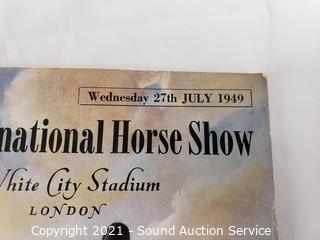 Wednesday 27th JULY 1949
national Horse Show
White City Stadium
LONDON
Copyright 2021 - Sound Auction Service